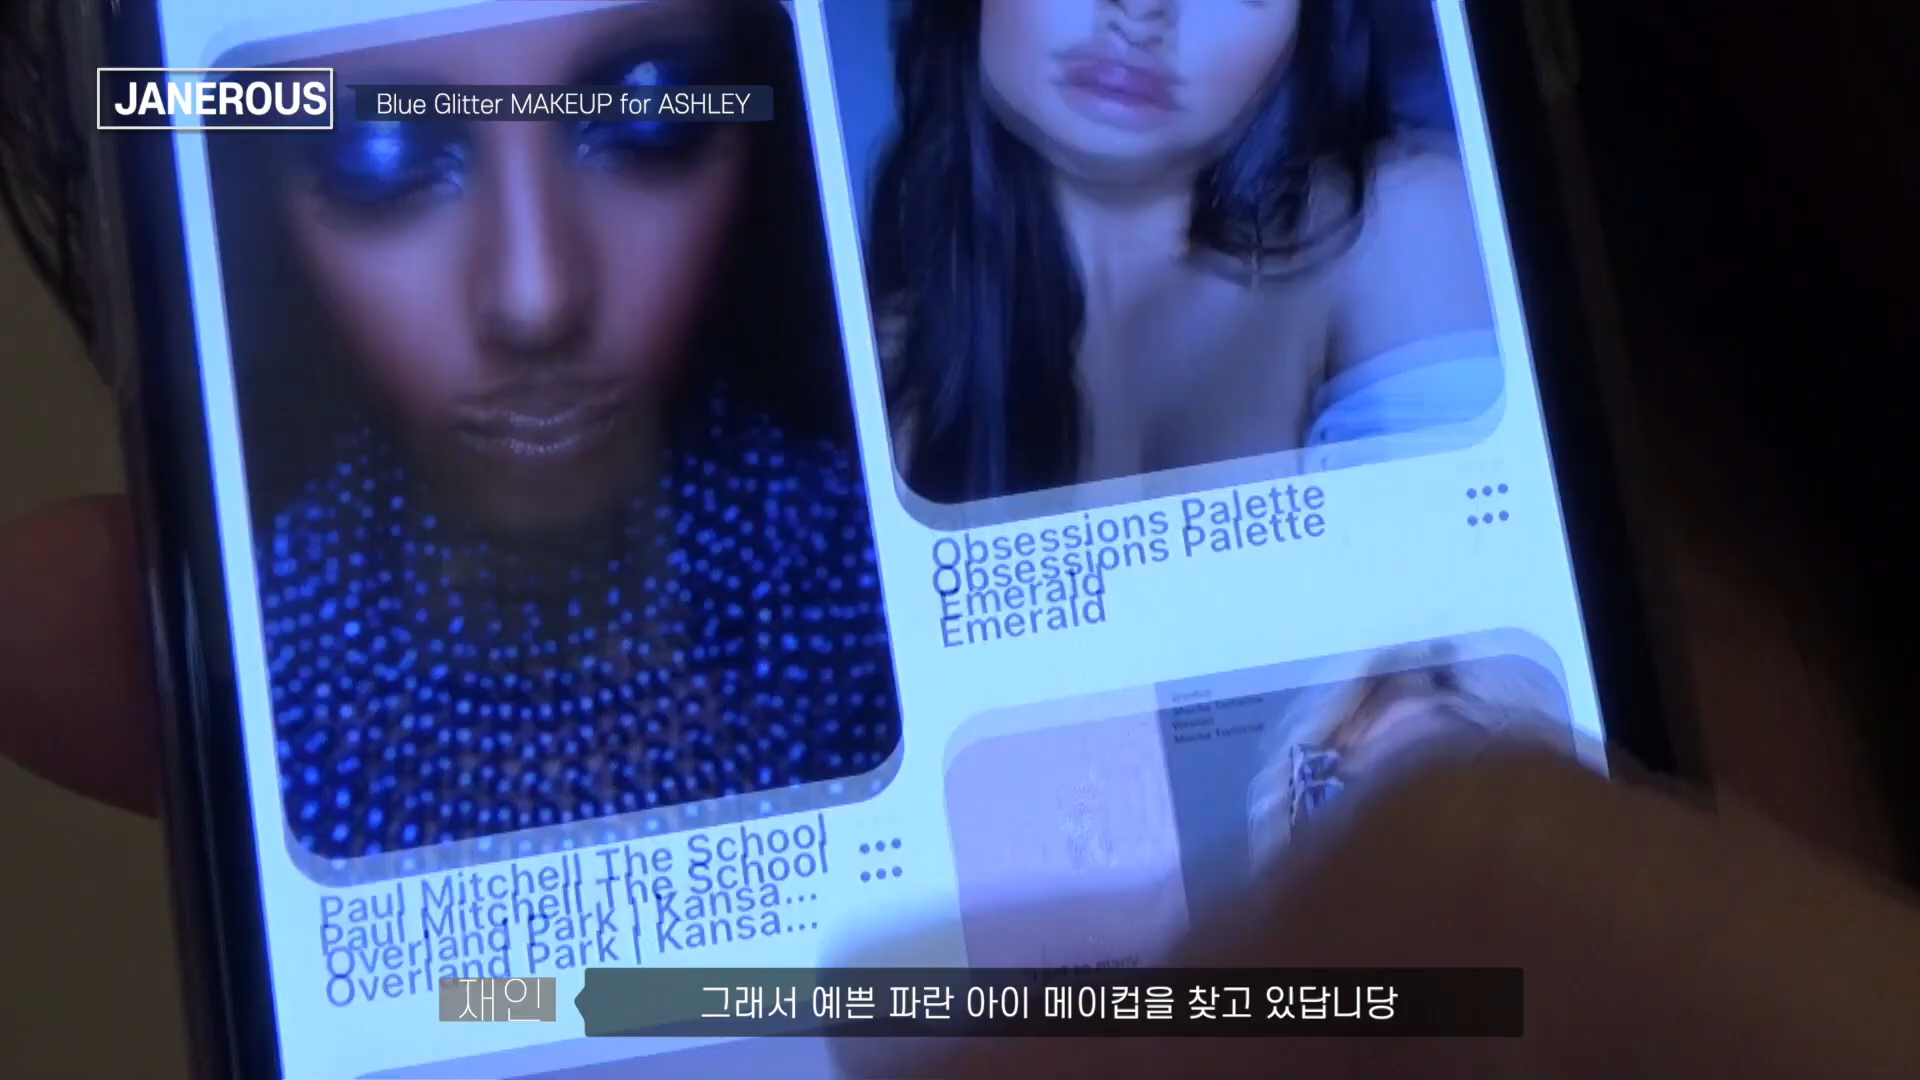 JANEROUS
Blue Glitter MAKEUP for ASHLEY
Obsessions Palette
Obsessions Palette
Emerald
Emerald
Paul Mitchell The School
Paul Mitchell The School
Overland Park | Kansa...
Overland Park | Kansa...
재인
그래서 예쁜 파란 아이 메이컵을 찾고 있답니당